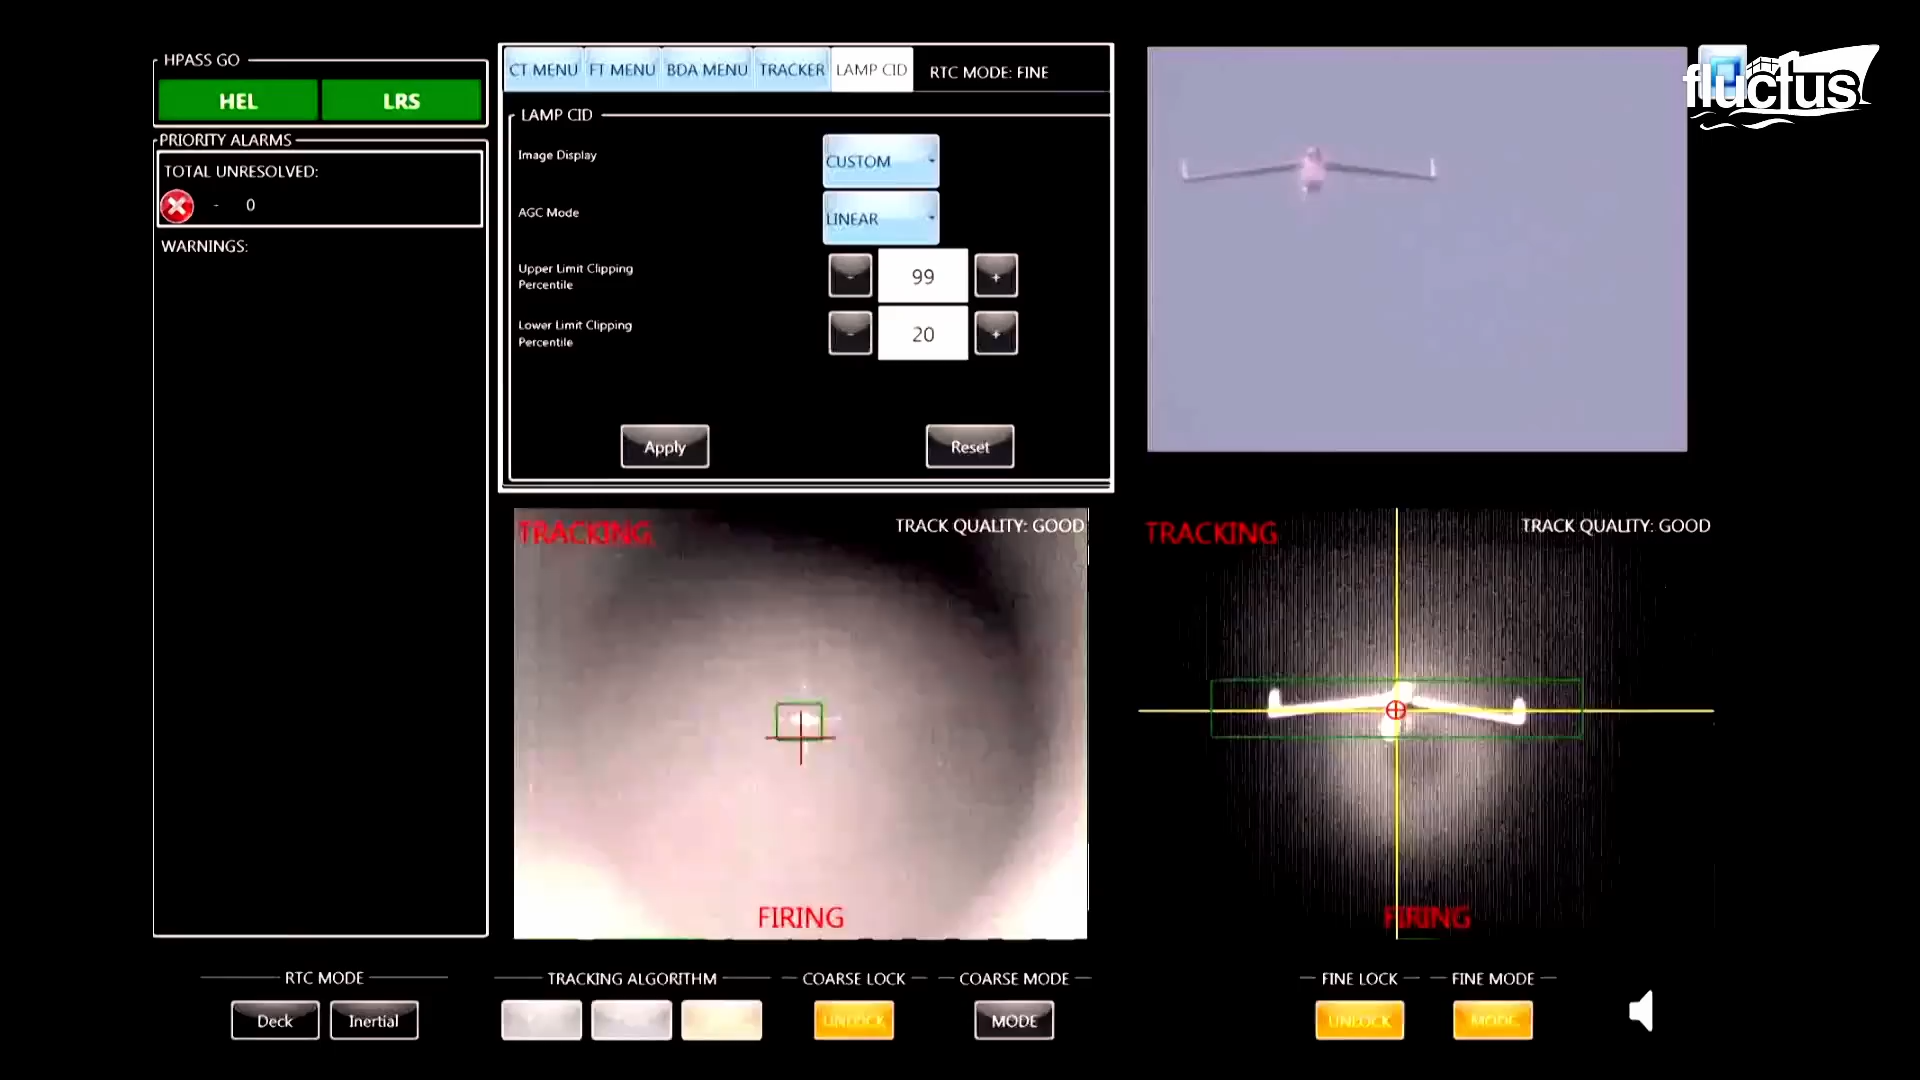 HPASS GO
HEL
LRS
PRIORITY ALARMS
TOTAL UNRESOLVED:
- 0
WARNINGS:
CT MENU
FT MENU
BDA MENU
TRACKER
LAMP CID
RTC MODE: FINE
LAMP CID
Image Display
CUSTOM
AGC Mode
LINEAR
Upper Limit Clipping
Percentile
-
99
+
Lower Limit Clipping
Percentile
-
20
+
Apply
Reset
fluctus
TRACKING
TRACK QUALITY: GOOD
FIRING
TRACKING
TRACK QUALITY: GOOD
FIRING
RTC MODE
Deck
Inertial
TRACKING ALGORITHM
COARSE LOCK
UNLOCK
COARSE MODE
MODE
FINE LOCK
UNLOCK
FINE MODE
MODE